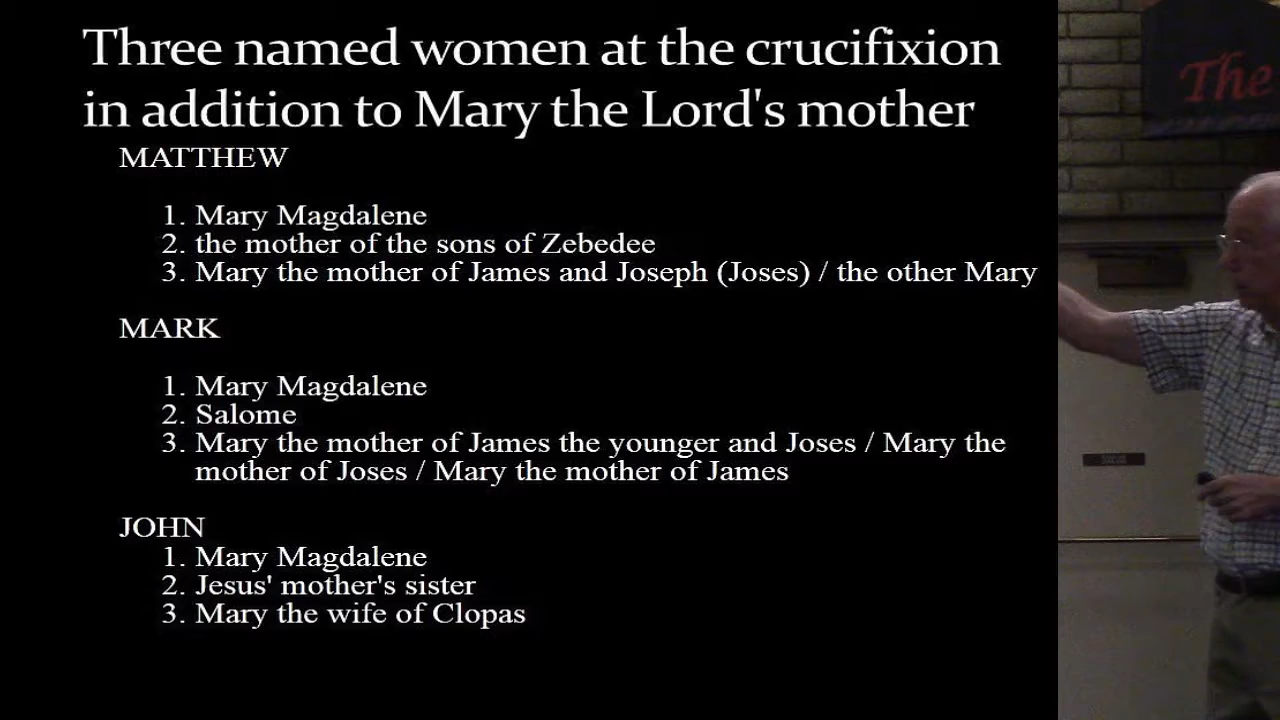 Three named women at the crucifixion
in addition to Mary the Lord's mother
MATTHEW
1. Mary Magdalene
2. the mother of the sons of Zebedee
3. Mary the mother of James and Joseph (Joses) / the other Mary
MARK
1. Mary Magdalene
2. Salome
3. Mary the mother of James the younger and Joses / Mary the
mother of Joses / Mary the mother of James
JOHN
1. Mary Magdalene
2. Jesus' mother's sister
3. Mary the wife of Clopas
The